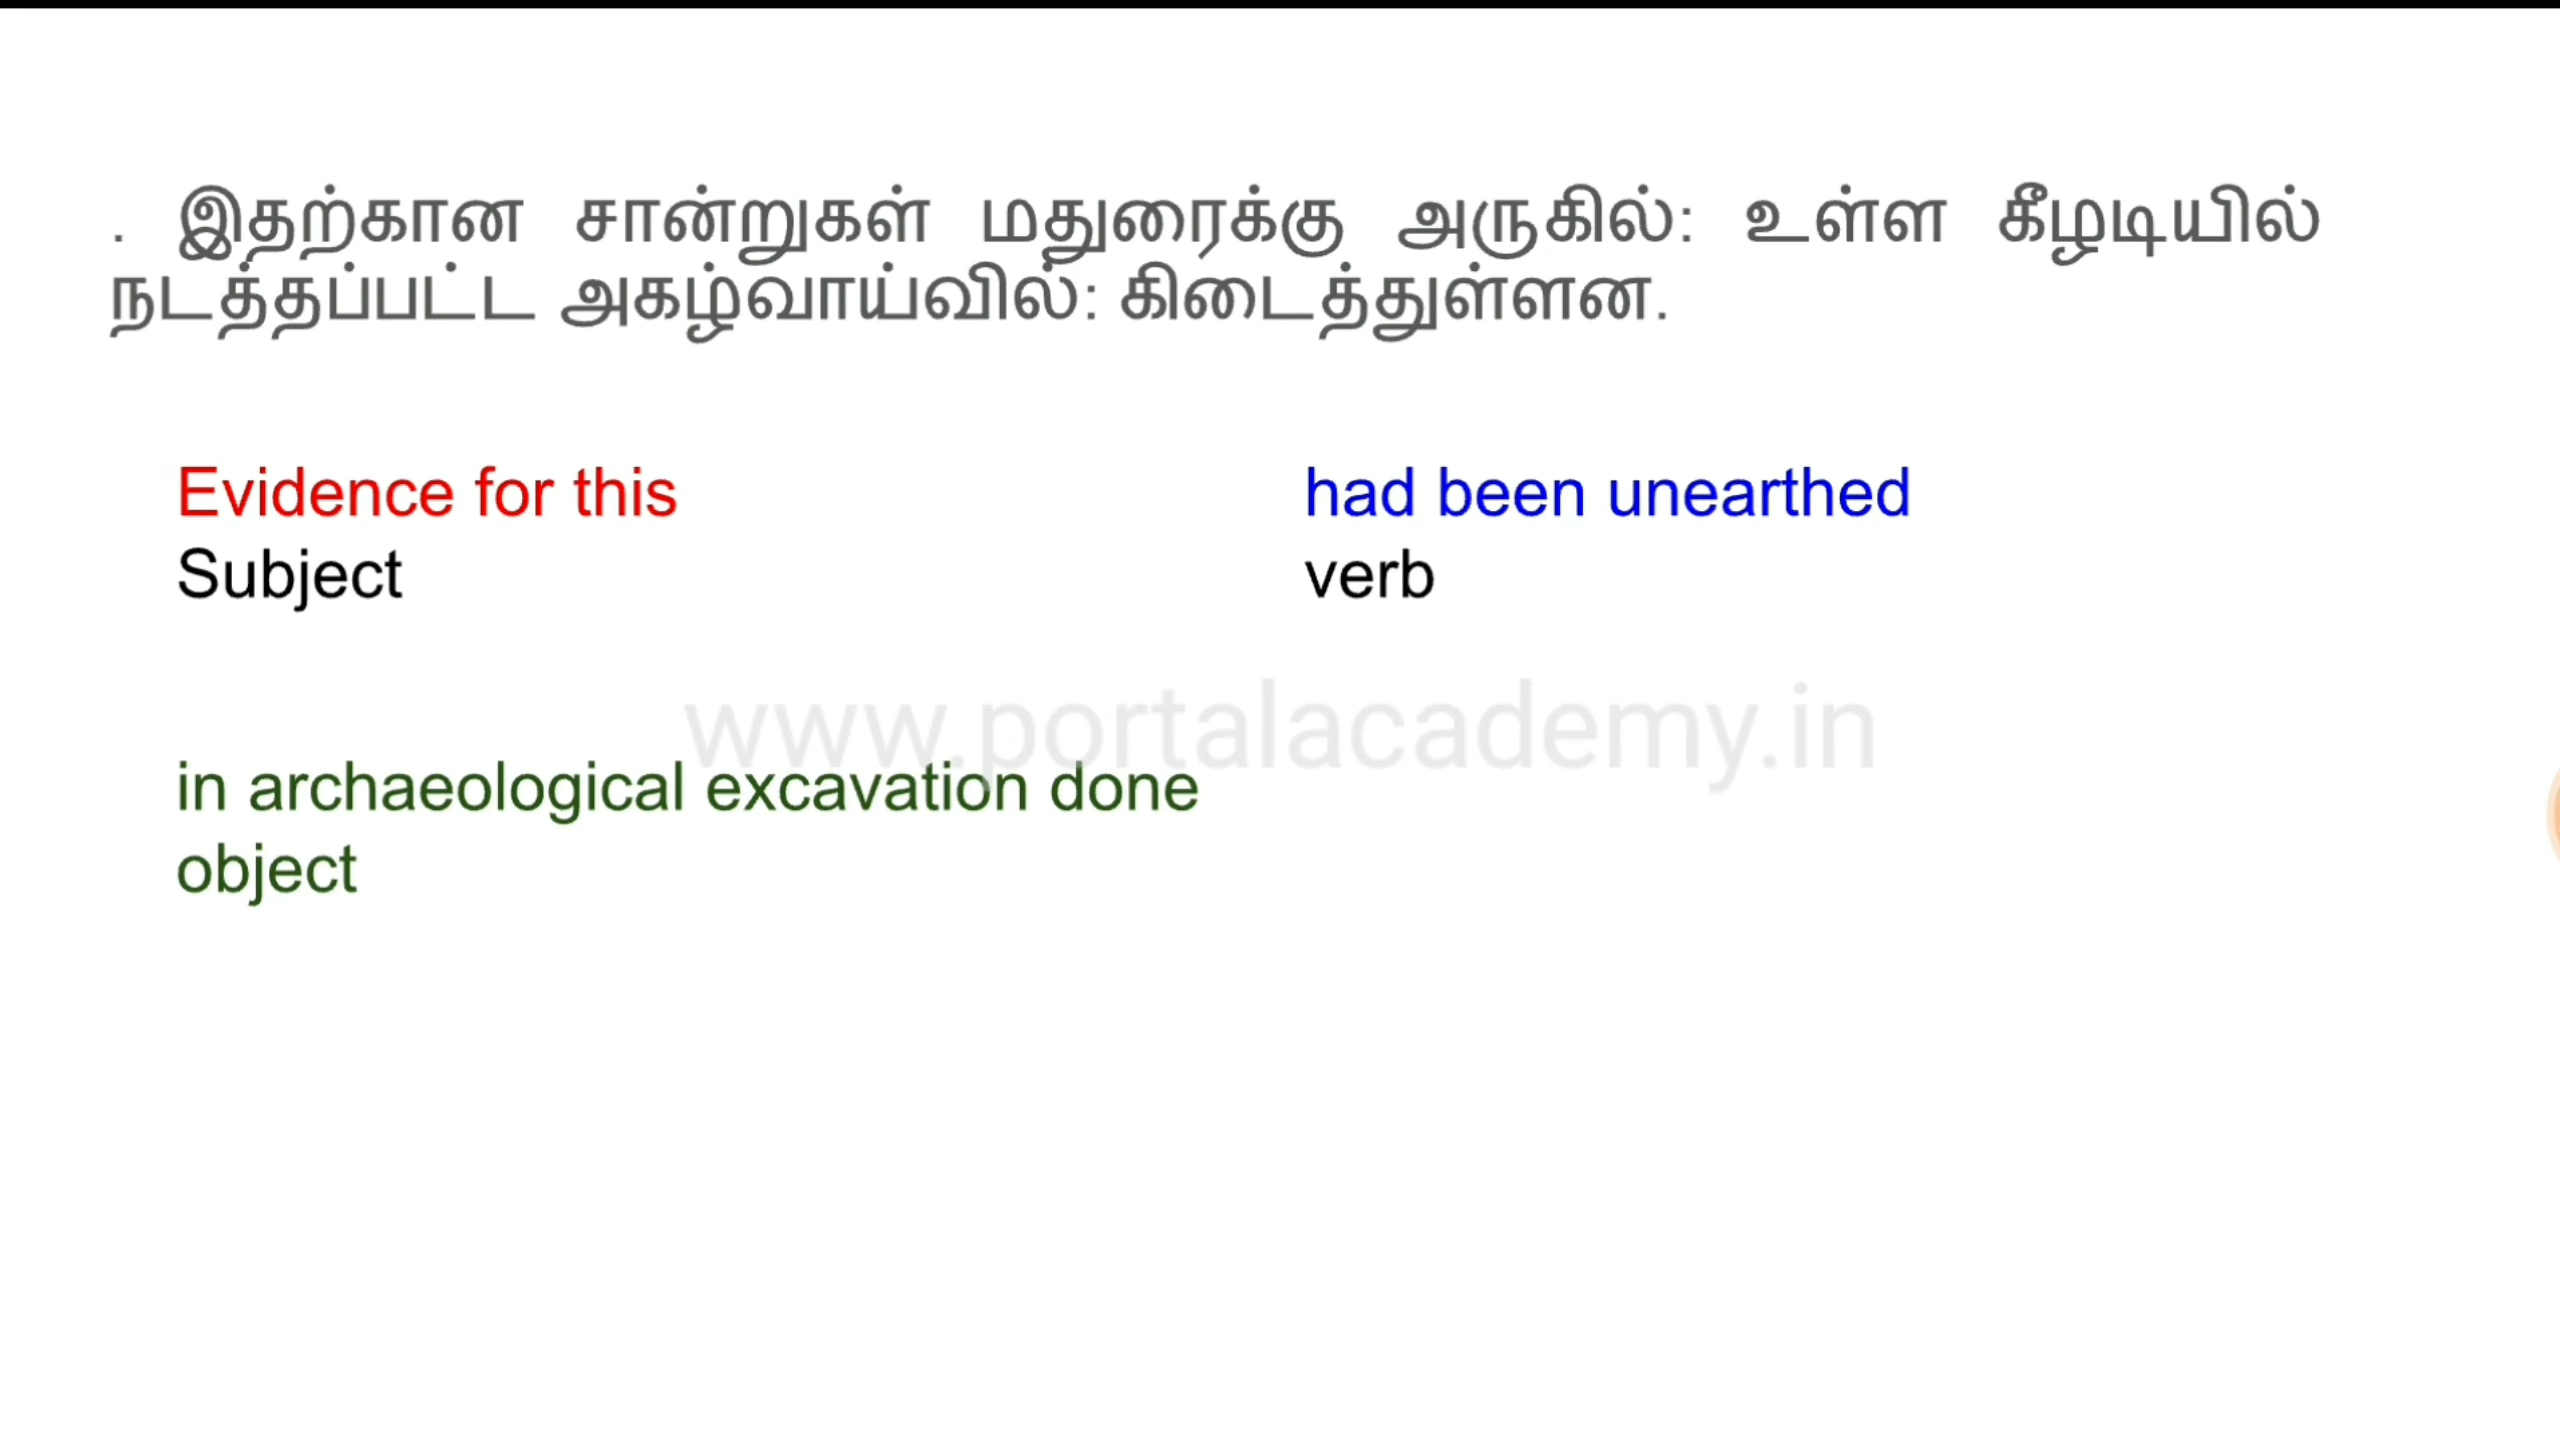 . இதற்கான சான்றுகள் மதுரைக்கு அருகில்: உள்ள கீழடியில்
நடத்தப்பட்ட அகழ்வாய்வில்: கிடைத்துள்ளன.
Evidence for this had been unearthed
Subject verb
www.portalacademy.in
in archaeological excavation done
object